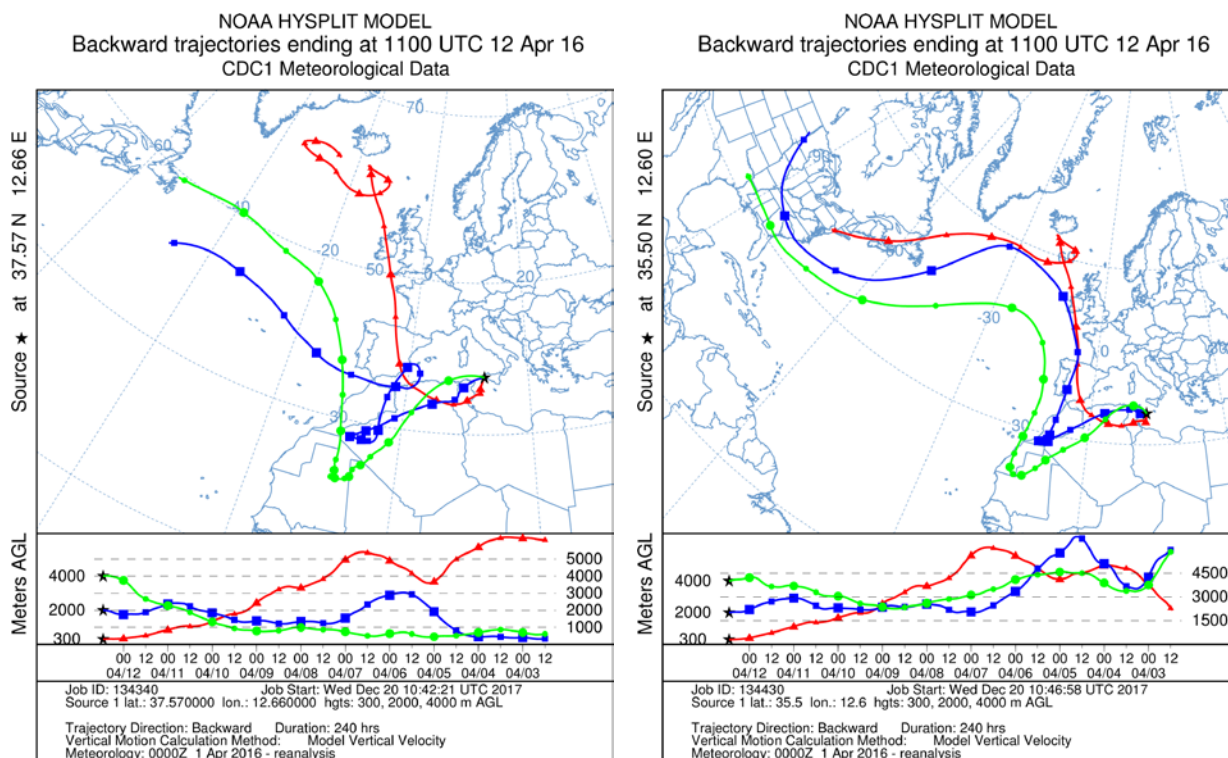 NOAA HYSPLIT MODEL
Backward trajectories ending at 1100 UTC 12 Apr 16
CDC1 Meteorological Data
Source ★ at 37.57 N 12.66 E
70
60
40
20
50
0
20
30
Meters AGL
4000
2000
300
5000
4000
3000
2000
1000
00 12 00 12 00 12 00 12 00 12 00 12 00 12 00 12 00 12 00 12
04/12 04/11 04/10 04/09 04/08 04/07 04/06 04/05 04/04 04/03
Job ID: 134340 Job Start: Wed Dec 20 10:42:21 UTC 2017
Source 1 lat.: 37.570000 lon.: 12.660000 hgts: 300, 2000, 4000 m AGL
Trajectory Direction: Backward Duration: 240 hrs
Vertical Motion Calculation Method: Model Vertical Velocity
Meteorology: 0000Z 1 Apr 2016 - reanalysis
NOAA HYSPLIT MODEL
Backward trajectories ending at 1100 UTC 12 Apr 16
CDC1 Meteorological Data
Source ★ at 35.50 N 12.60 E
-90
-30
30
Meters AGL
4000
2000
300
4500
3000
1500
00 12 00 12 00 12 00 12 00 12 00 12 00 12 00 12 00 12 00 12
04/12 04/11 04/10 04/09 04/08 04/07 04/06 04/05 04/04 04/03
Job ID: 134430 Job Start: Wed Dec 20 10:46:58 UTC 2017
Source 1 lat.: 35.5 lon.: 12.6 hgts: 300, 2000, 4000 m AGL
Trajectory Direction: Backward Duration: 240 hrs
Vertical Motion Calculation Method: Model Vertical Velocity
Meteorology: 0000Z 1 Apr 2016 - reanalysis